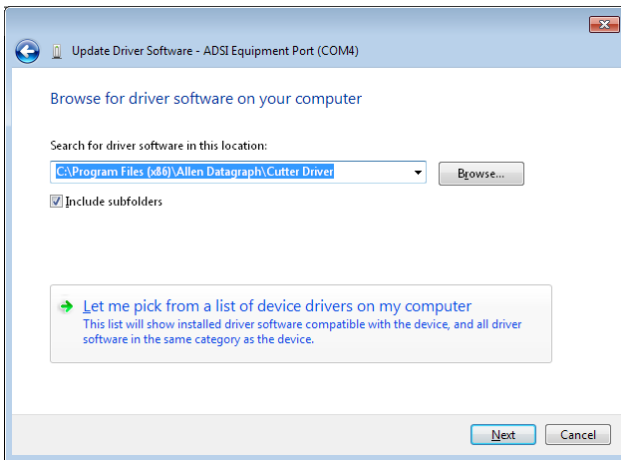 Update Driver Software - ADSI Equipment Port (COM4)
Browse for driver software on your computer
Search for driver software in this location:
C:\Program Files (x86)\Allen Datagraph\Cutter Driver
Browse...
Include subfolders
Let me pick from a list of device drivers on my computer
This list will show installed driver software compatible with the device, and all driver
software in the same category as the device.
Next Cancel